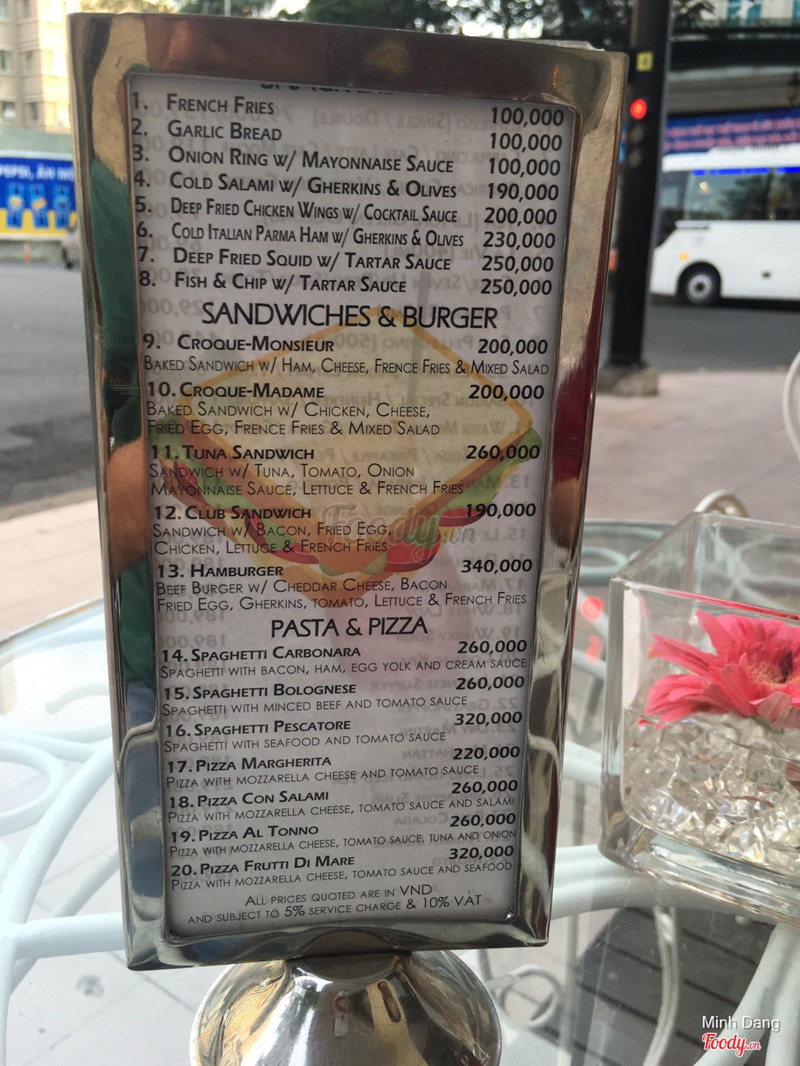 1. FRENCH FRIES 100,000
2. GARLIC BREAD 100,000
3. ONION RING W/ MAYONNAISE SAUCE 100,000
4. COLD SALAMI W/ GHERKINS & OLIVES 190,000
5. DEEP FRIED CHICKEN WINGS W/ COCKTAIL SAUCE 200,000
6. COLD ITALIAN PARMA HAM W/ GHERKINS & OLIVES 230,000
7. DEEP FRIED SQUID W/ TARTAR SAUCE 250,000
8. FISH & CHIP W/ TARTAR SAUCE 250,000
SANDWICHES & BURGER
9. CROQUE-MONSIEUR 200,000
BAKED SANDWICH W/ HAM, CHEESE, FRENCE FRIES & MIXED SALAD
10. CROQUE-MADAME 200,000
BAKED SANDWICH W/ CHICKEN, CHEESE,
FRIED EGG, FRENCE FRIES & MIXED SALAD
11. TUNA SANDWICH 260,000
SANDWICH W/ TUNA, TOMATO, ONION
MAYONNAISE SAUCE, LETTUCE & FRENCH FRIES
12. CLUB SANDWICH 190,000
SANDWICH W/ BACON, FRIED EGG,
CHICKEN, LETTUCE & FRENCH FRIES
13. HAMBURGER 340,000
BEEF BURGER W/ CHEDDAR CHEESE, BACON
FRIED EGG, GHERKINS, TOMATO, LETTUCE & FRENCH FRIES
PASTA & PIZZA
14. SPAGHETTI CARBONARA 260,000
SPAGHETTI WITH BACON, HAM, EGG YOLK AND CREAM SAUCE
15. SPAGHETTI BOLOGNESE 260,000
SPAGHETTI WITH MINCED BEEF AND TOMATO SAUCE
16. SPAGHETTI PESCATORE 320,000
SPAGHETTI WITH SEAFOOD AND TOMATO SAUCE
17. PIZZA MARGHERITA 220,000
PIZZA WITH MOZZARELLA CHEESE AND TOMATO SAUCE
18. PIZZA CON SALAMI 260,000
PIZZA WITH MOZZARELLA CHEESE, TOMATO SAUCE AND SALAMI
19. PIZZA AL TONNO 260,000
PIZZA WITH MOZZARELLA CHEESE, TOMATO SAUCE, TUNA AND ONION
20. PIZZA FRUTTI DI MARE 320,000
PIZZA WITH MOZZARELLA CHEESE, TOMATO SAUCE AND SEAFOOD
ALL PRICES QUOTED ARE IN VND
AND SUBJECT TO 5% SERVICE CHARGE & 10% VAT
PEPSI, ĂN
Foody.vn
Minh Dang
Foody.vn